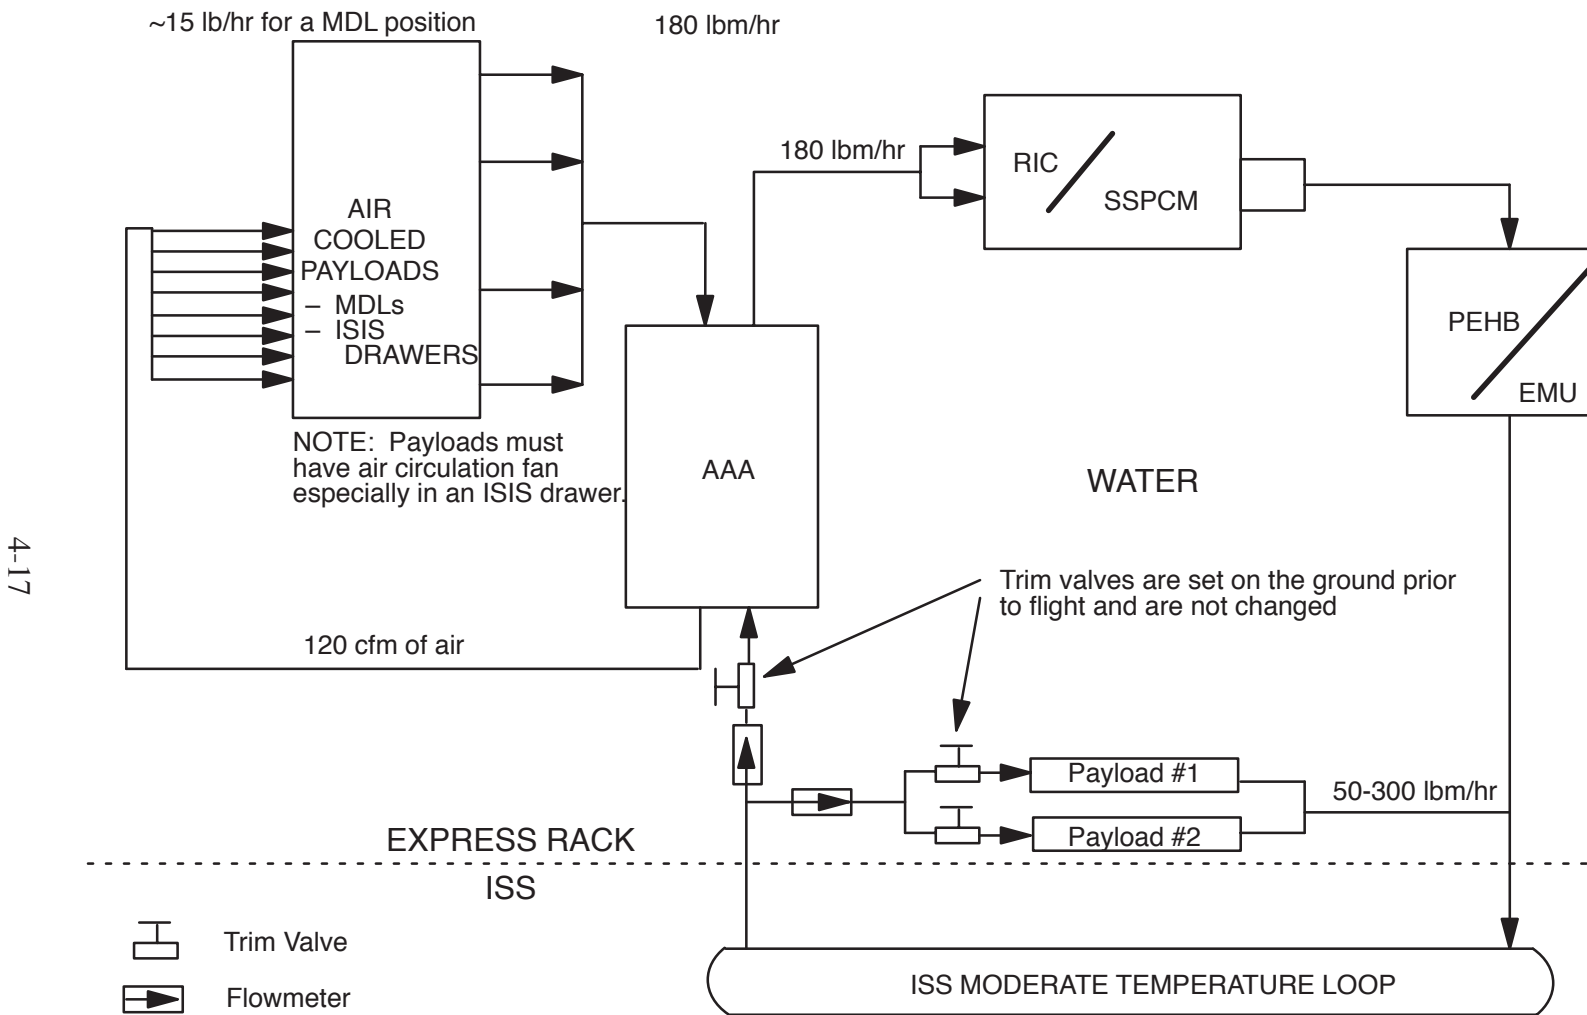 ~15 lb/hr for a MDL position
180 lbm/hr
180 lbm/hr
RIC
SSPCM
AIR
COOLED
PAYLOADS
– MDLs
– ISIS
DRAWERS
PEHB
EMU
NOTE: Payloads must
have air circulation fan
especially in an ISIS drawer.
AAA
WATER
4-17
Trim valves are set on the ground prior
to flight and are not changed
120 cfm of air
Payload #1
50-300 lbm/hr
Payload #2
EXPRESS RACK
ISS
Trim Valve
Flowmeter
ISS MODERATE TEMPERATURE LOOP